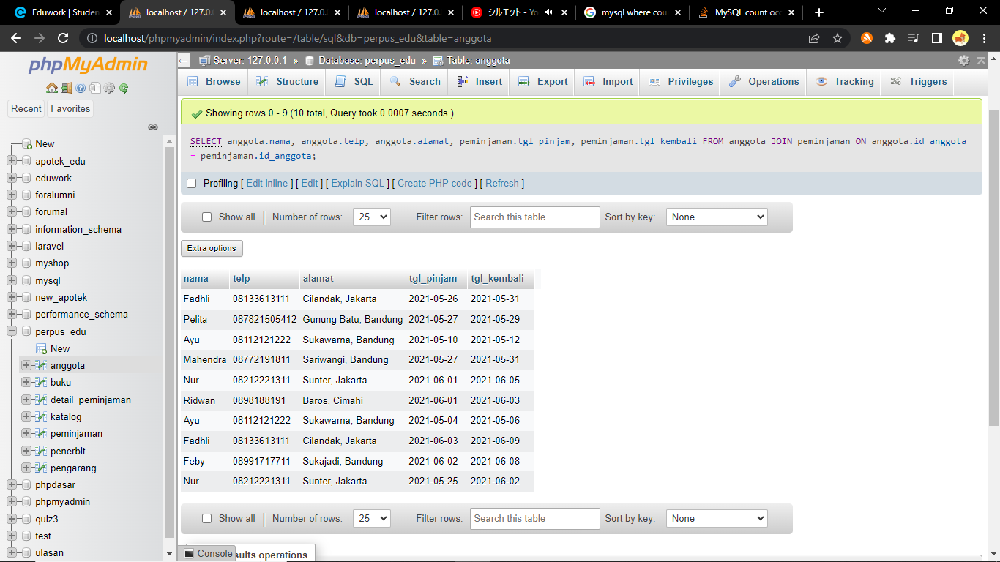 Eduwork | Studen
localhost / 127.0.
localhost / 127.0.
localhost / 127.0.
シルエット - Yo
mysql where cou
MySQL count occ
localhost/phpmyadmin/index.php?route=/table/sql&db=perpus_edu&table=anggota
phpMyAdmin
Recent Favorites
New
apotek_edu
eduwork
foralumni
forumal
information_schema
laravel
myshop
mysql
new_apotek
performance_schema
perpus_edu
New
anggota
buku
detail_peminjaman
katalog
peminjaman
penerbit
pengarang
phpdasar
phpmyadmin
quiz3
test
ulasan
Server: 127.0.0.1 » Database: perpus_edu » Table: anggota
Browse Structure SQL Search Insert Export Import Privileges Operations Tracking Triggers
Showing rows 0 - 9 (10 total, Query took 0.0007 seconds.)
SELECT anggota.nama, anggota.telp, anggota.alamat, peminjaman.tgl_pinjam, peminjaman.tgl_kembali FROM anggota JOIN peminjaman ON anggota.id_anggota
= peminjaman.id_anggota;
Profiling [ Edit inline ] [ Edit ] [ Explain SQL ] [ Create PHP code ] [ Refresh ]
Show all Number of rows: 25 Filter rows: Search this table Sort by key: None
Extra options
nama telp alamat tgl_pinjam tgl_kembali
Fadhli 08133613111 Cilandak, Jakarta 2021-05-26 2021-05-31
Pelita 087821505412 Gunung Batu, Bandung 2021-05-27 2021-05-29
Ayu 08112121222 Sukawarna, Bandung 2021-05-10 2021-05-12
Mahendra 08772191811 Sariwangi, Bandung 2021-05-27 2021-05-31
Nur 08212221311 Sunter, Jakarta 2021-06-01 2021-06-05
Ridwan 0898188191 Baros, Cimahi 2021-06-01 2021-06-03
Ayu 08112121222 Sukawarna, Bandung 2021-05-04 2021-05-06
Fadhli 08133613111 Cilandak, Jakarta 2021-06-03 2021-06-09
Feby 08991717711 Sukajadi, Bandung 2021-06-02 2021-06-08
Nur 08212221311 Sunter, Jakarta 2021-05-25 2021-06-02
Show all Number of rows: 25 Filter rows: Search this table Sort by key: None
Console sults operations